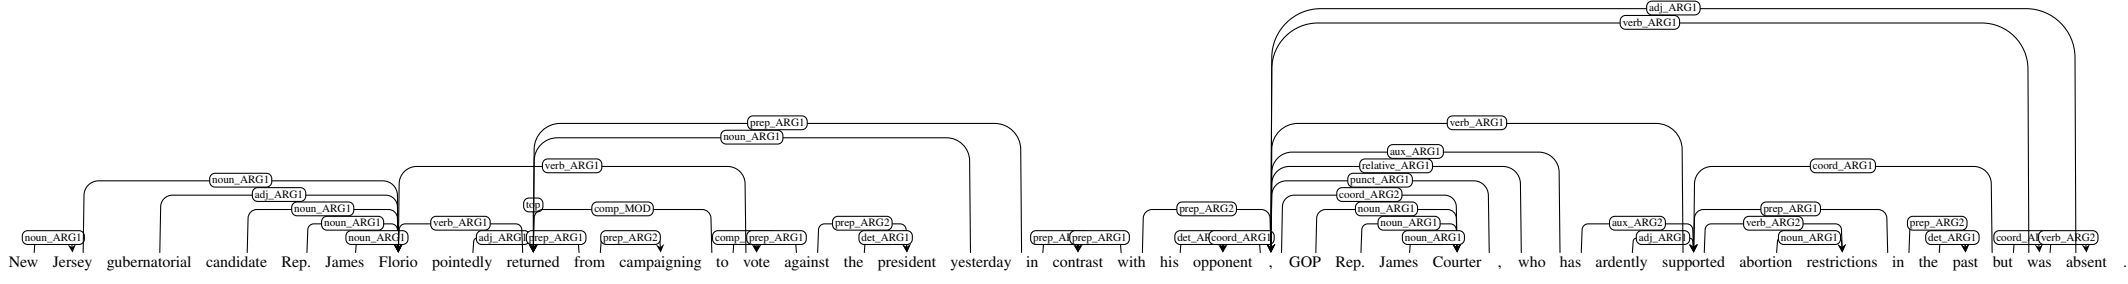 adj_ARG1
verb_ARG1
prep_ARG1 verb_ARG1
noun_ARG1
aux_ARG1
verb_ARG1 relative_ARG1 coord_ARG1
noun_ARG1 punct_ARG1
adj_ARG1 coord_ARG2
top
noun_ARG1 comp_MOD prep_ARG2 noun_ARG1 prep_ARG1
noun_ARG1 verb_ARG1 prep_ARG2 noun_ARG1 aux_ARG2 verb_ARG2 prep_ARG2
noun_ARG1 noun_ARG1 prep_ARG1 prep_ARG2 prep_ARG1 det_ARG1 prep_ARG1 coord_ARG1 noun_ARG1 adj_ARG1 noun_ARG1 det_ARG1 verb_ARG2
New Jersey gubernatorial candidate Rep. James Florio pointedly returned from campaigning to vote against the president yesterday in contrast with his opponent , GOP Rep. James Courter , who has ardently supported abortion restrictions in the past but was absent .